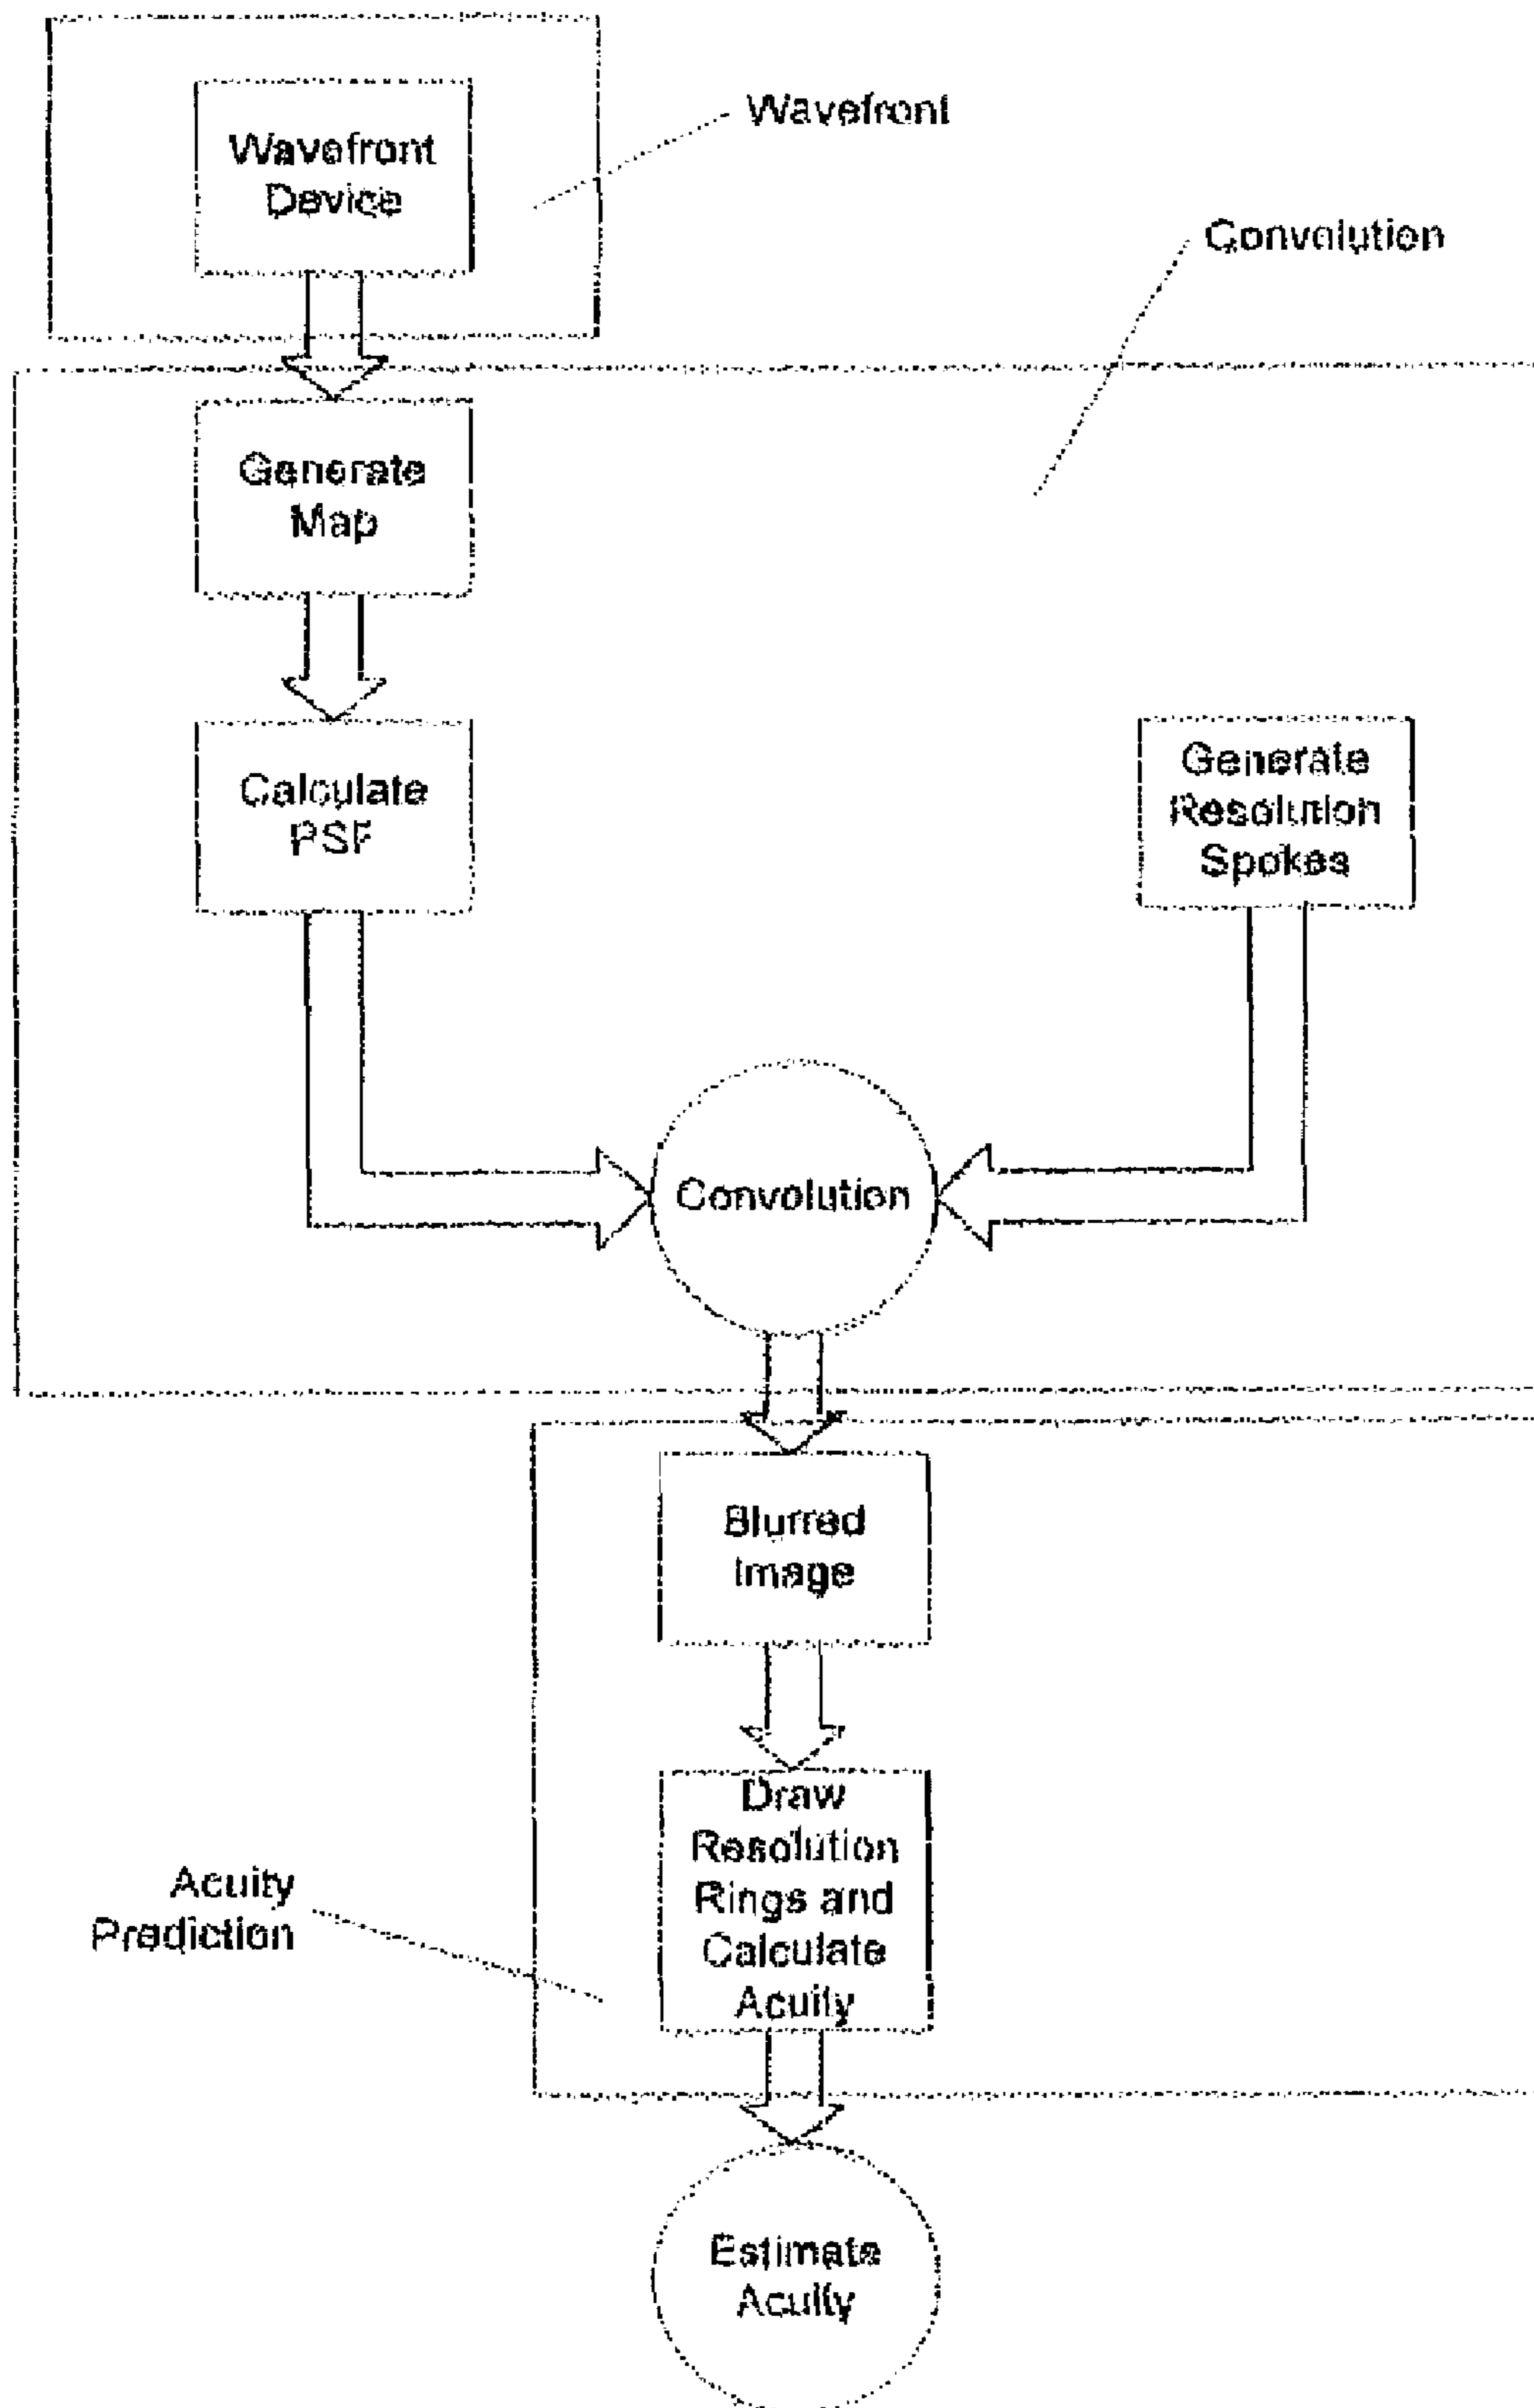 Wavefront
Device
Wavefront
Convolution
Generate
Map
Calculate
PSF
Generate
Resolution
Spokes
Convolution
Blurred
Image
Draw
Resolution
Rings and
Calculate
Acuity
Acuity
Prediction
Estimate
Acuity